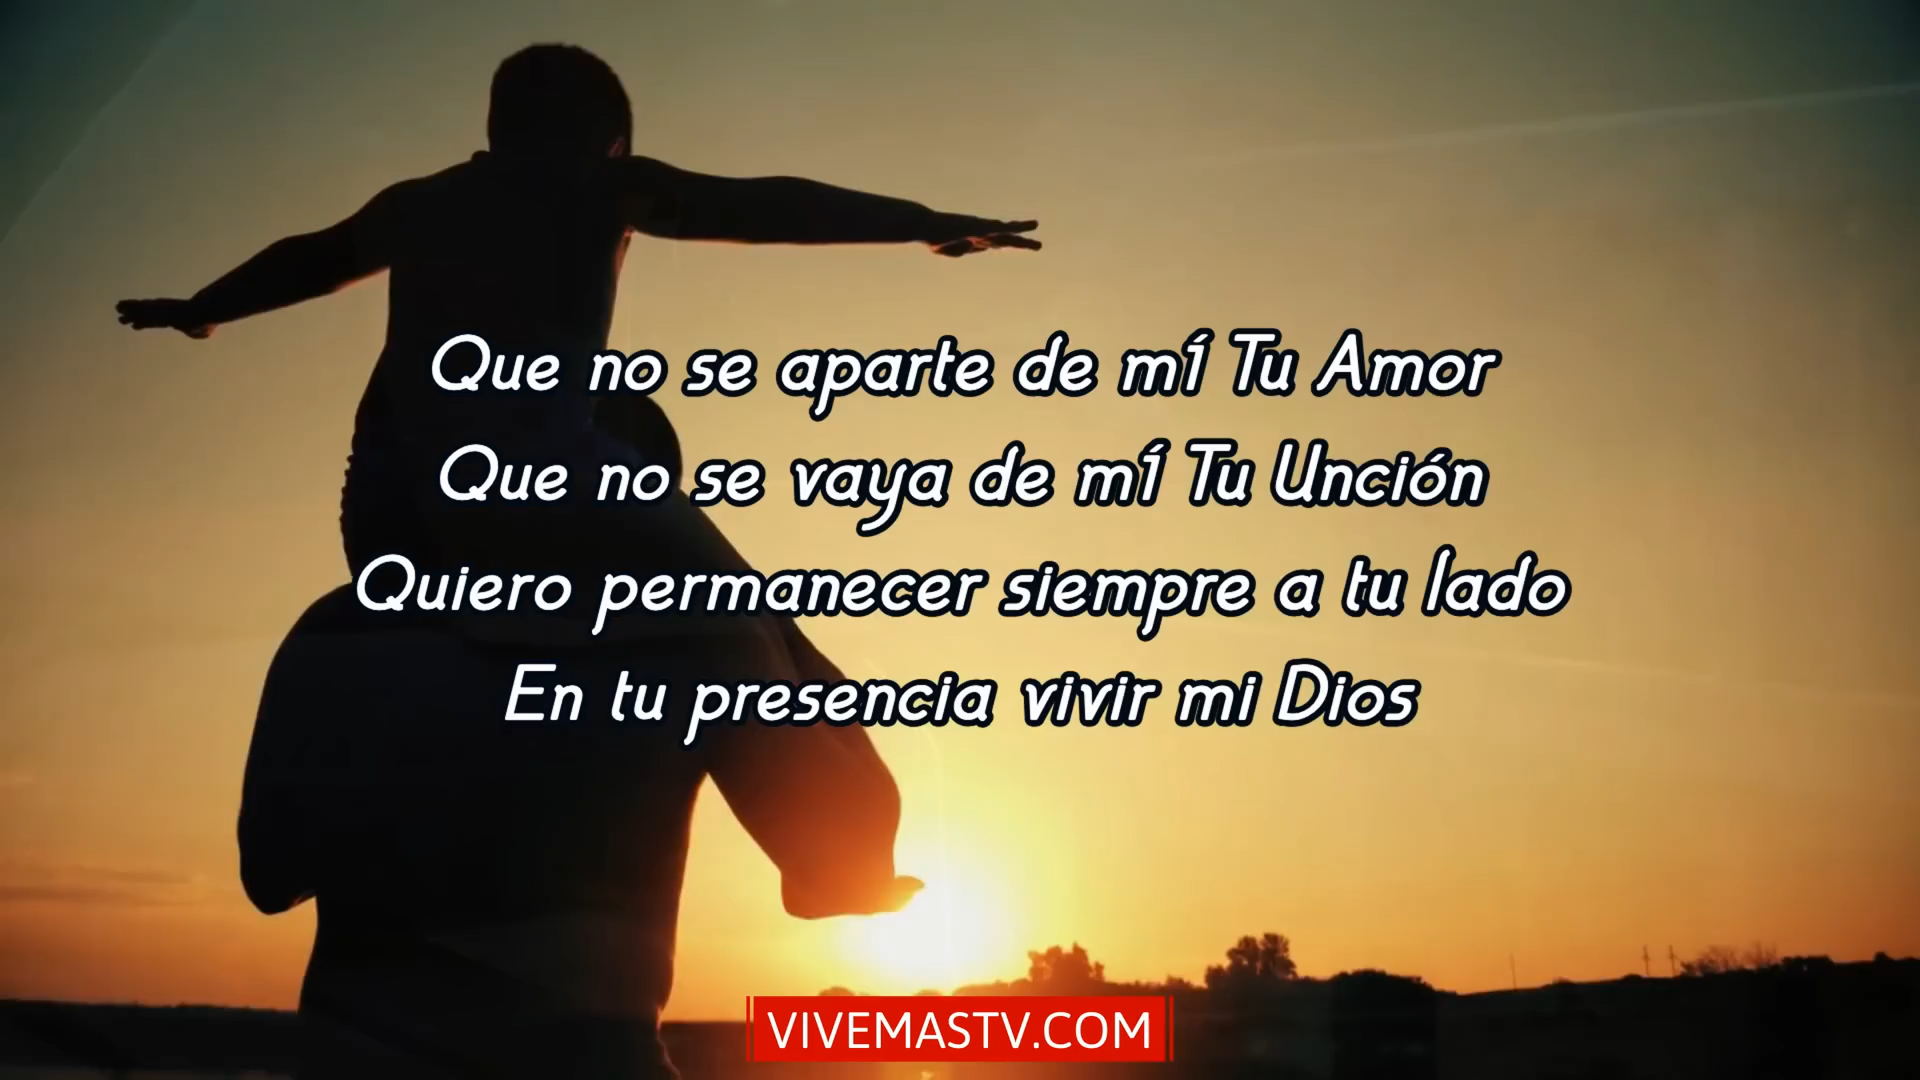 Que no se aparte de mí Tu Amor
Que no se vaya de mí Tu Unción
Quiero permanecer siempre a tu lado
En tu presencia vivir mi Dios
VIVEMASTV.COM